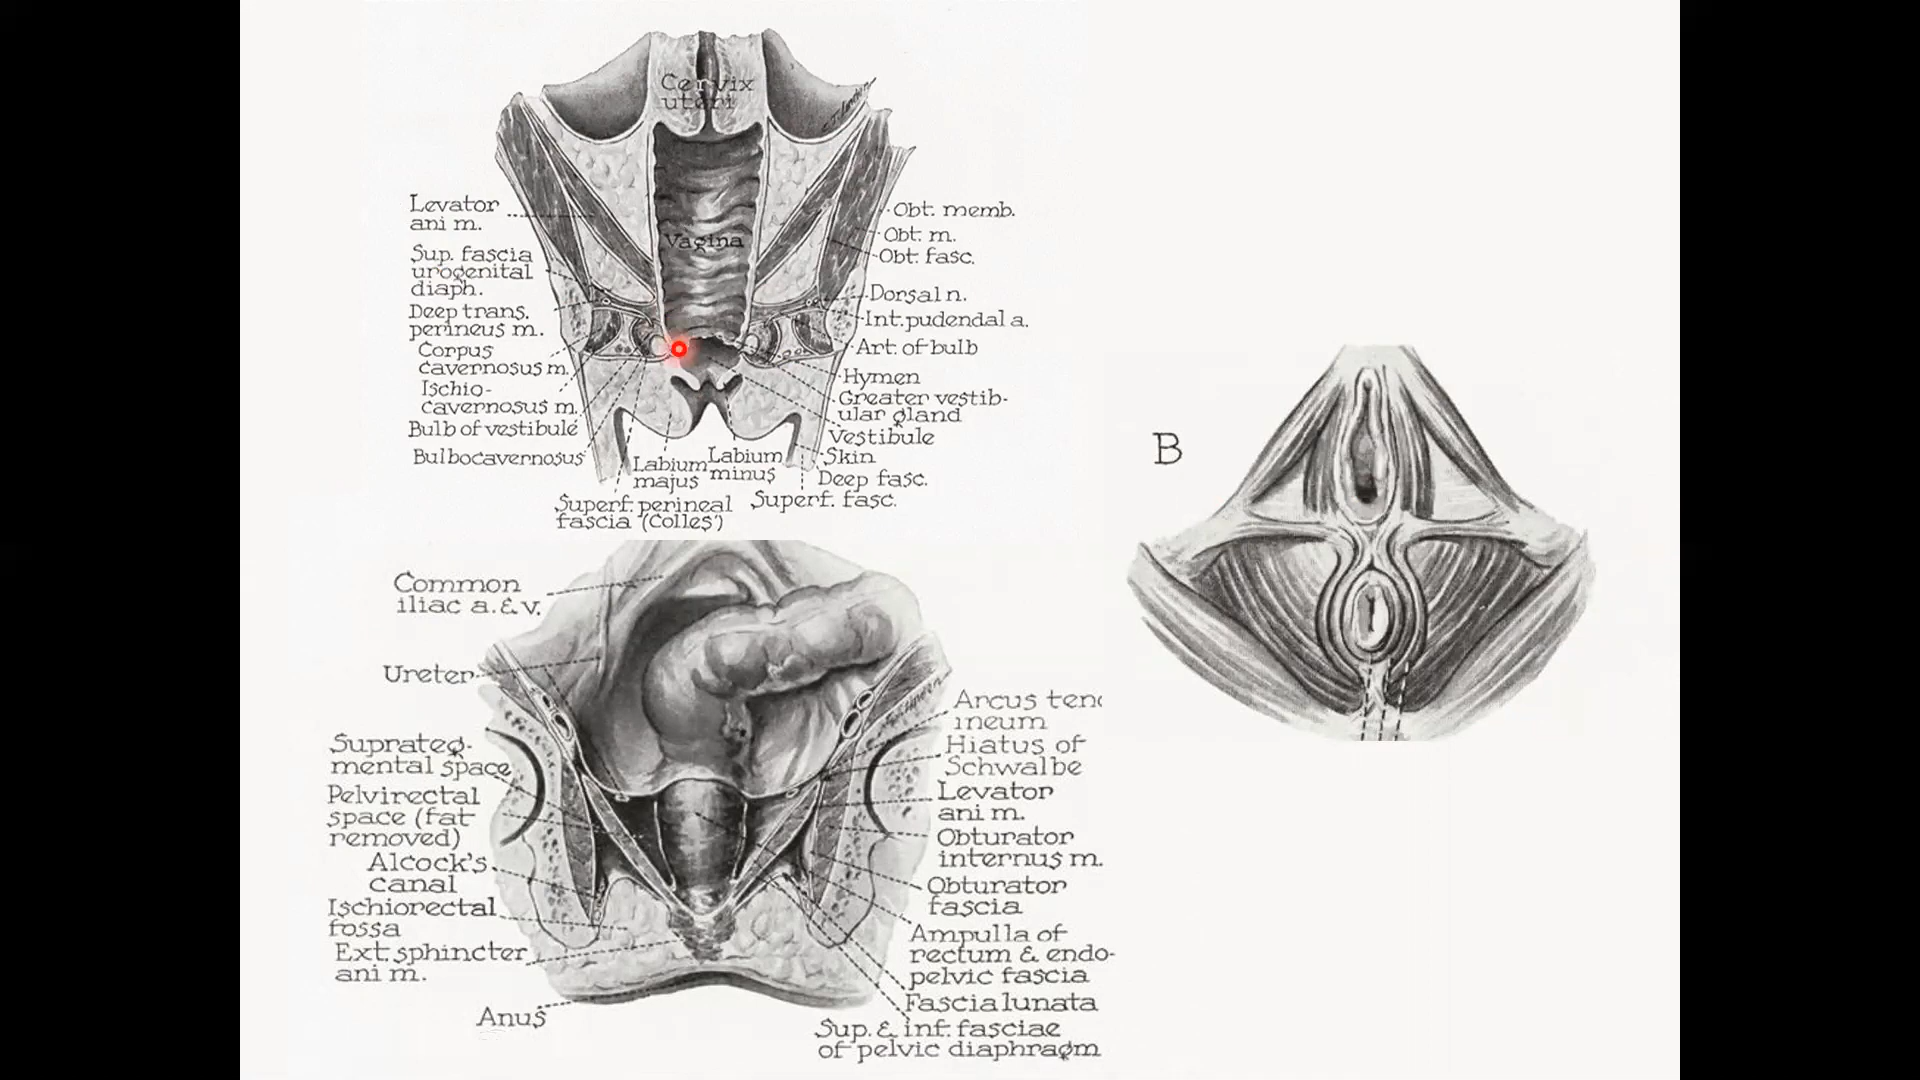 Cervix
uteri
Levator
ani m.
Sup. fascia
urogenital
diaph.
Deep trans.
perineus m.
Corpus
cavernosus m.
Ischio-
cavernosus m.
Bulb of vestibule
Bulbocavernosus
Vagina
Obt. memb.
Obt. m.
Obt. fasc.
Dorsal n.
Int. pudendal a.
Art. of bulb
Hymen
Greater vestib-
ular gland
Vestibule
Skin
Deep fasc.
Superf. fasc.
Labium
minus
Labium
majus
Superf. perineal
fascia (Colles')
Common
iliac a. & v.
Ureter
Suprateg-
mental space
Pelvirectal
space (fat
removed)
Alcock's
canal
Ischiorectal
fossa
Ext. sphincter
ani m.
Anus
Arcus tend
ineum
Hiatus of
Schwalbe
Levator
ani m.
Obturator
internus m.
Obturator
fascia
Ampulla of
rectum & endo-
pelvic fascia
Fascia lunata
Sup. & inf. fasciae
of pelvic diaphragm
B